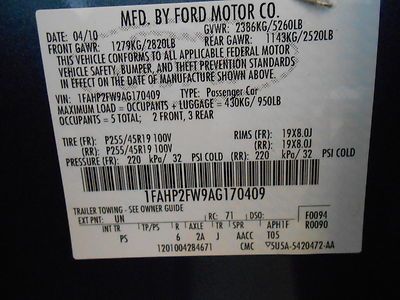 MFD. BY FORD MOTOR CO.
DATE: 04/10 GVWR: 2386KG/5260LB
FRONT GAWR: 1279KG/2820LB REAR GAWR: 1143KG/2520LB
THIS VEHICLE CONFORMS TO ALL APPLICABLE FEDERAL MOTOR
VEHICLE SAFETY, BUMPER, AND THEFT PREVENTION STANDARDS
IN EFFECT ON THE DATE OF MANUFACTURE SHOWN ABOVE.
VIN: 1FAHP2FW9AG170409 TYPE: Passenger Car
MAXIMUM LOAD = OCCUPANTS + LUGGAGE = 430KG/950LB
OCCUPANTS = 5 TOTAL: 2 FRONT, 3 REAR
TIRE (FR): P255/45R19 100V RIMS (FR): 19X8.0J
(RR): P255/45R19 100V (RR): 19X8.0J
PRESSURE (FR): 220 kPa/ 32 PSI COLD (RR): 220 kPa/ 32 PSI COLD
1FAHP2FW9AG170409
TRAILER TOWING - SEE OWNER GUIDE F0094
EXT PNT: UN RC: 71 DSO: R0090
INT TR TP/PS R AXLE TR SPR APH1F
PS 6 2A J AACC T05
1201004284671 CMC 5U5A-5420472-AA